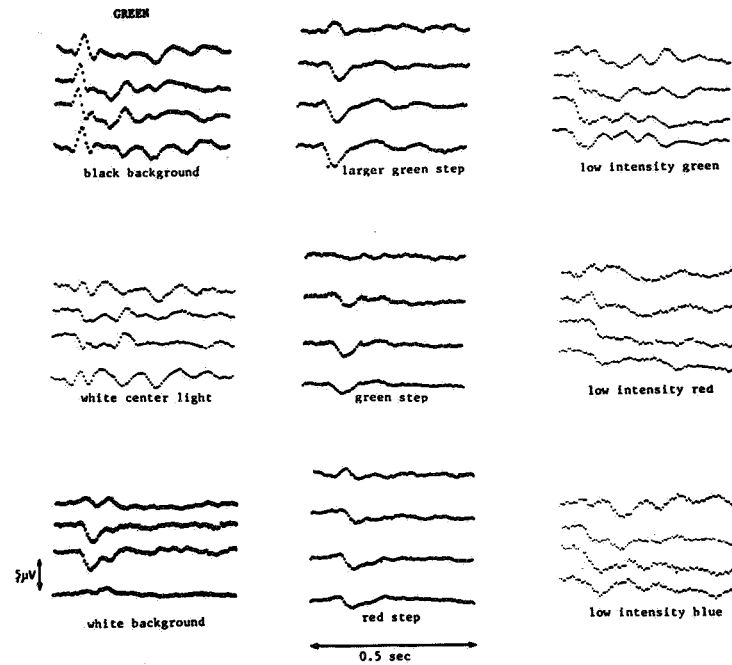 GREEN
black background
larger green step
low intensity green
white center light
green step
low intensity red
5µV
white background
red step
low intensity blue
0.5 sec